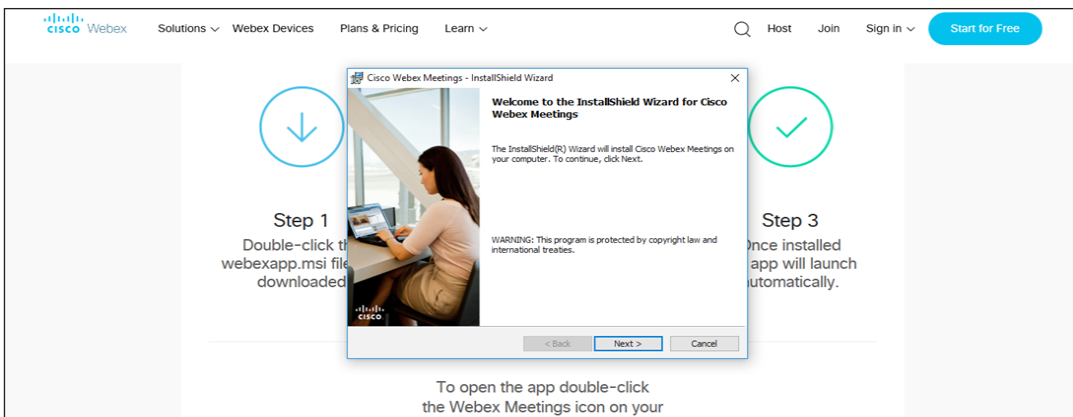 CISCO Webex
Solutions Webex Devices Plans & Pricing Learn Host Join Sign in Start for Free
Cisco Webex Meetings - InstallShield Wizard
Welcome to the InstallShield Wizard for Cisco
Webex Meetings
The InstallShield(R) Wizard will install Cisco Webex Meetings on
your computer. To continue, click Next.
WARNING: This program is protected by copyright law and
international treaties.
CISCO
< Back Next > Cancel
Step 1
Double-click
webexapp.msi
downloaded
Step 3
Once installed
app will launch
automatically.
To open the app double-click
the Webex Meetings icon on your